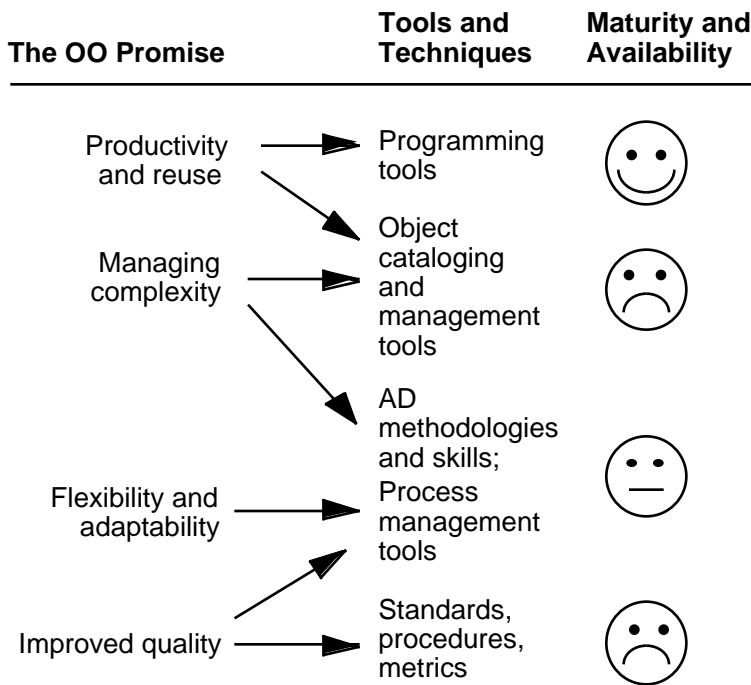 The OO Promise
Tools and
Techniques
Maturity and
Availability
Productivity
and reuse
Programming
tools
Managing
complexity
Object
cataloging
and
management
tools
AD
methodologies
and skills;
Flexibility and
adaptability
Process
management
tools
Improved quality
Standards,
procedures,
metrics